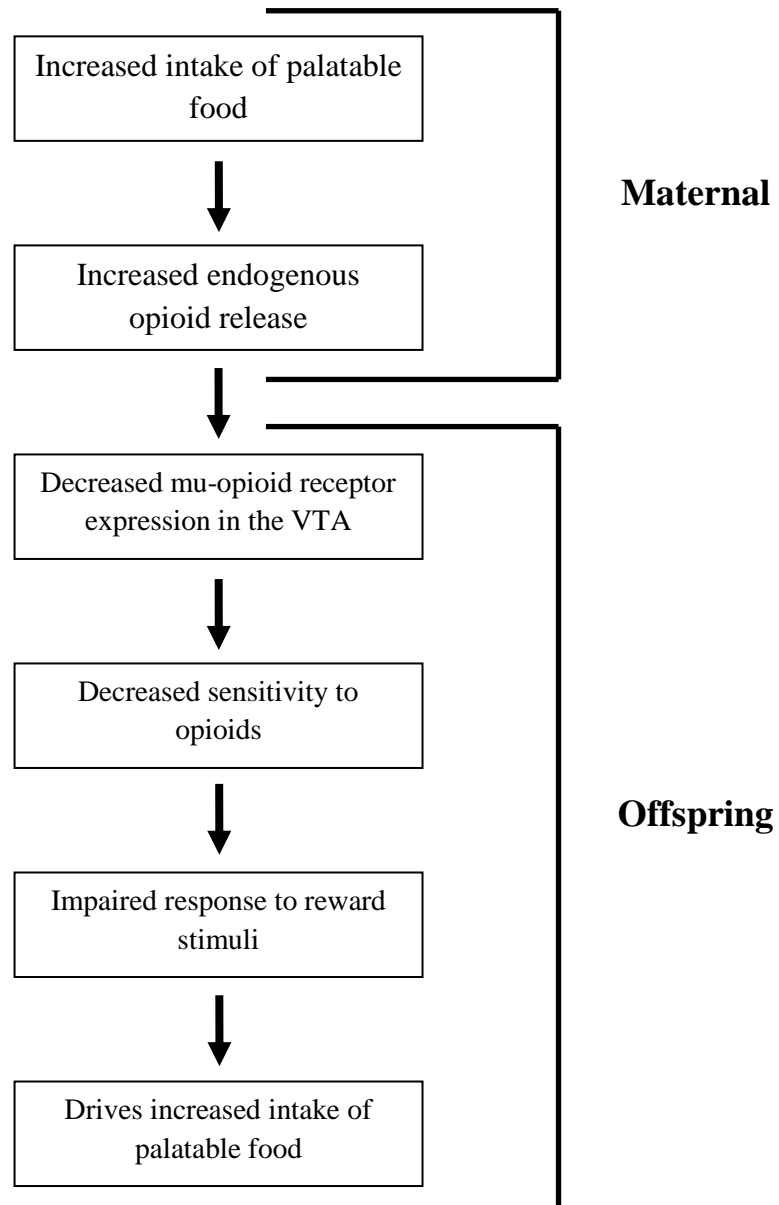 Increased intake of palatable
food
Maternal
Increased endogenous
opioid release
Decreased mu-opioid receptor
expression in the VTA
Decreased sensitivity to
opioids
Offspring
Impaired response to reward
stimuli
Drives increased intake of
palatable food